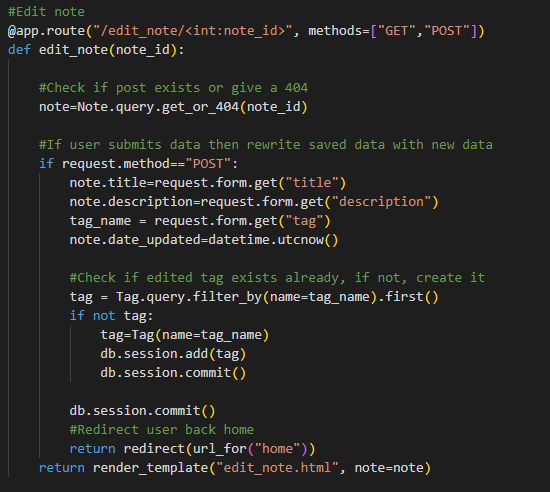 #Edit note
@app.route("/edit_note/<int:note_id>", methods=["GET","POST"])
def edit_note(note_id):
#Check if post exists or give a 404
note=Note.query.get_or_404(note_id)
#If user submits data then rewrite saved data with new data
if request.method=="POST":
note.title=request.form.get("title")
note.description=request.form.get("description")
tag_name = request.form.get("tag")
note.date_updated=datetime.utcnow()
#Check if edited tag exists already, if not, create it
tag = Tag.query.filter_by(name=tag_name).first()
if not tag:
tag=Tag(name=tag_name)
db.session.add(tag)
db.session.commit()
db.session.commit()
#Redirect user back home
return redirect(url_for("home"))
return render_template("edit_note.html", note=note)